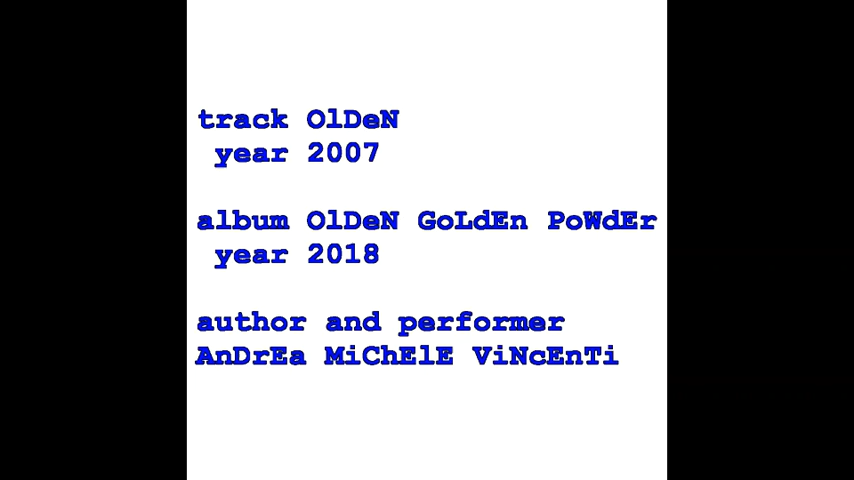 track OlDeN
year 2007
album OlDeN GoLdEn PoWdEr
year 2018
author and performer
AnDrEa MiChElE ViNcEnTi